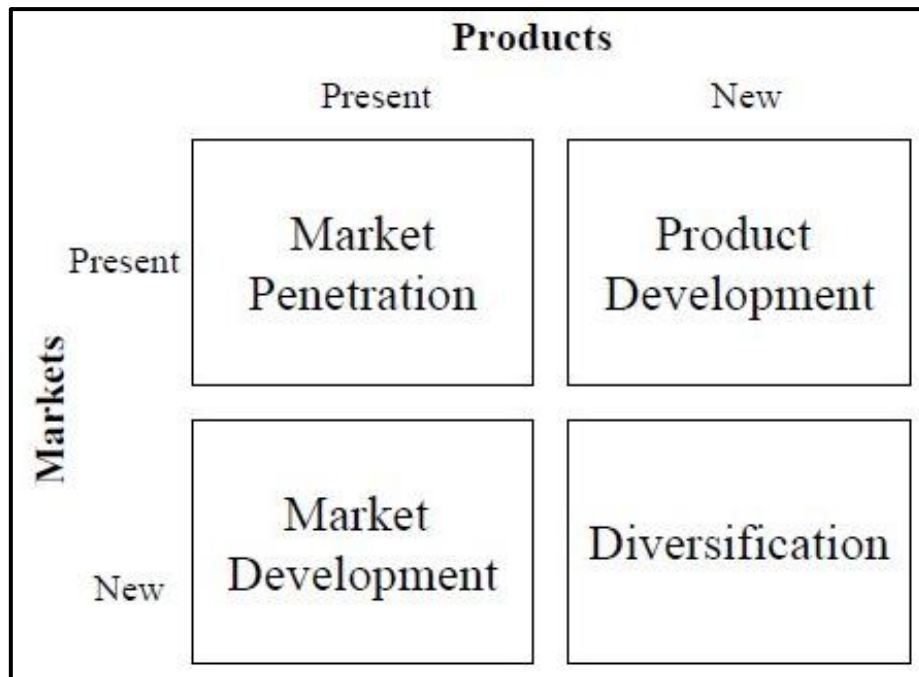 Products
Present New
Market
Penetration
Product
Development
Present
Markets
Market
Development
Diversification
New